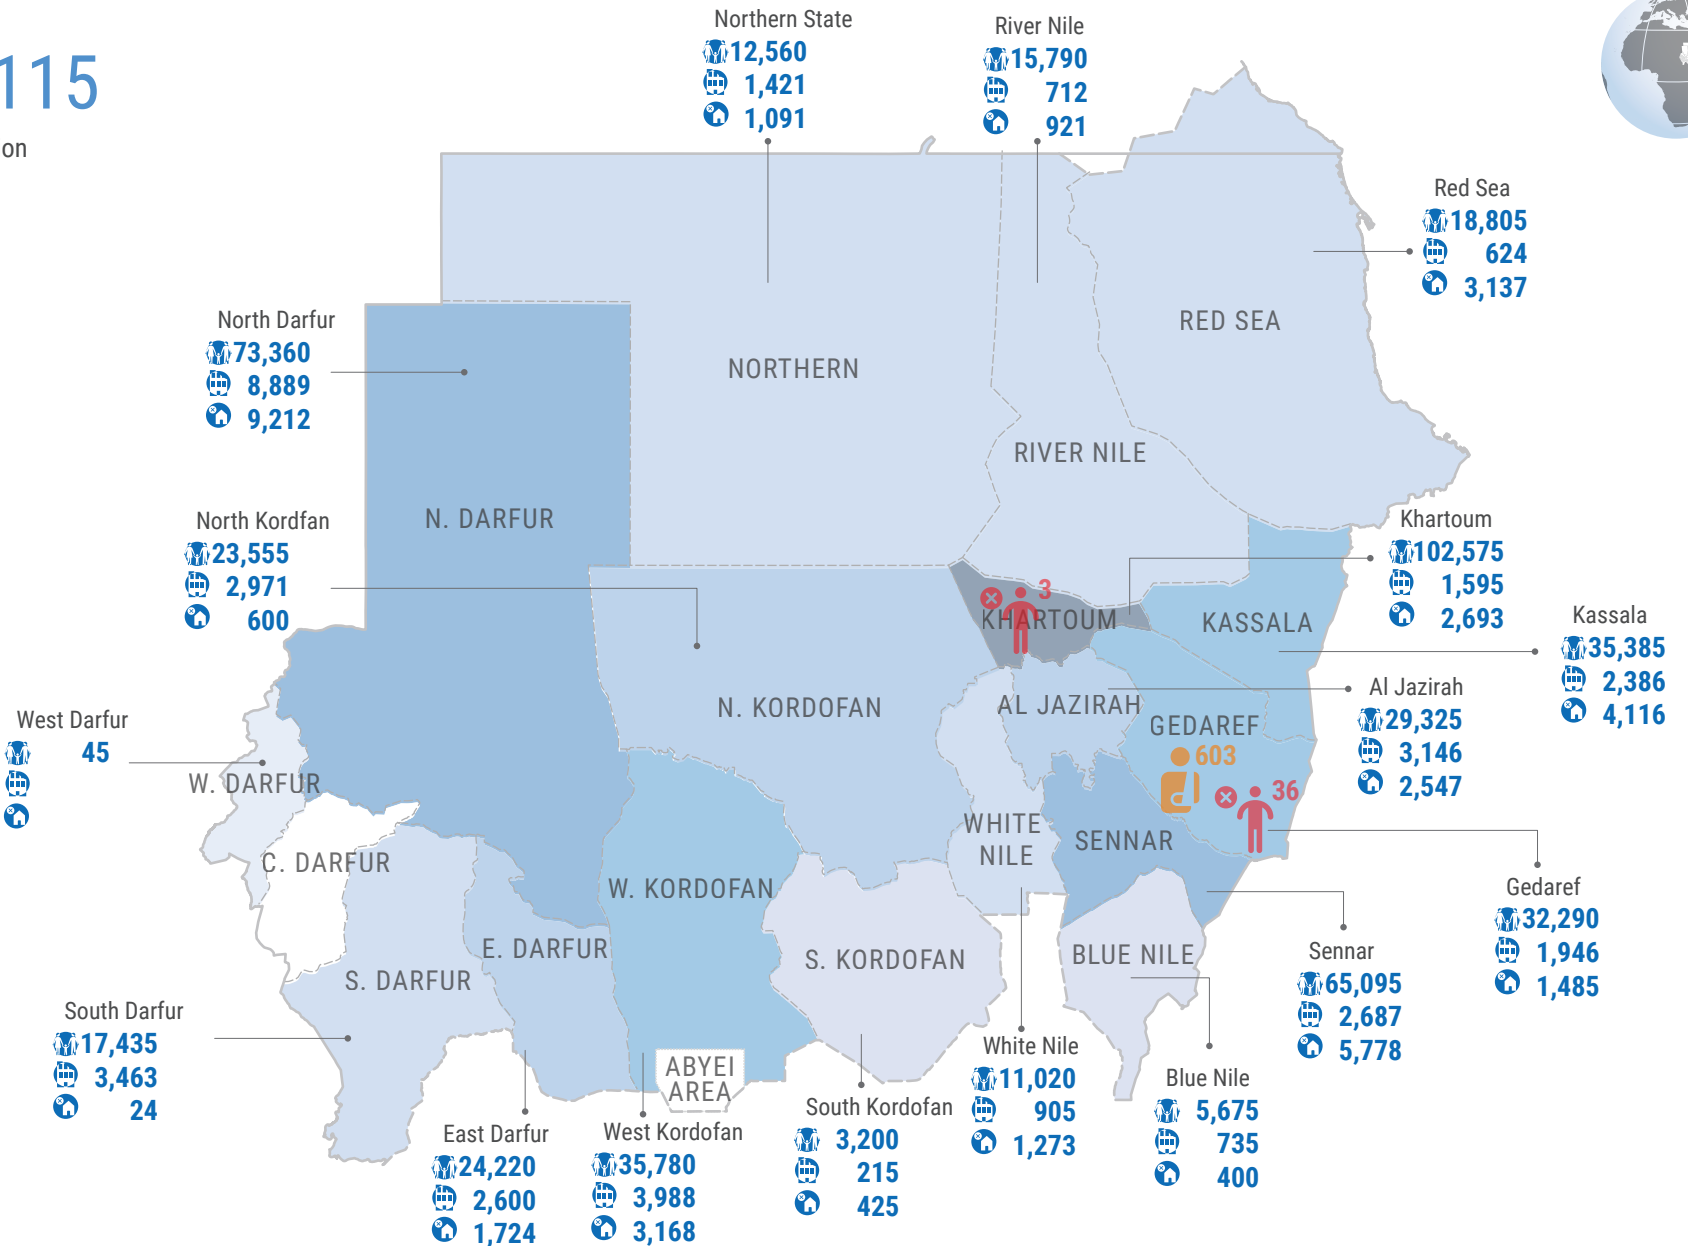 115
on
Northern State
12,560
1,421
1,091
River Nile
15,790
712
921
Red Sea
18,805
624
3,137
North Darfur
73,360
8,889
9,212
NORTHERN
RED SEA
RIVER NILE
N. DARFUR
North Kordfan
23,555
2,971
600
Khartoum
102,575
1,595
2,693
3
KHARTOUM
KASSALA
Kassala
35,385
2,386
4,116
Al Jazirah
29,325
3,146
2,547
N. KORDOFAN
AL JAZIRAH
GEDAREF
603
36
West Darfur
45
W. DARFUR
C. DARFUR
WHITE
NILE
SENNAR
W. KORDOFAN
E. DARFUR
S. DARFUR
S. KORDOFAN
BLUE NILE
Gedaref
32,290
1,946
1,485
Sennar
65,095
2,687
5,778
South Darfur
17,435
3,463
24
ABYEI
AREA
White Nile
11,020
905
1,273
Blue Nile
5,675
735
400
South Kordofan
3,200
215
425
East Darfur
24,220
2,600
1,724
West Kordofan
35,780
3,988
3,168